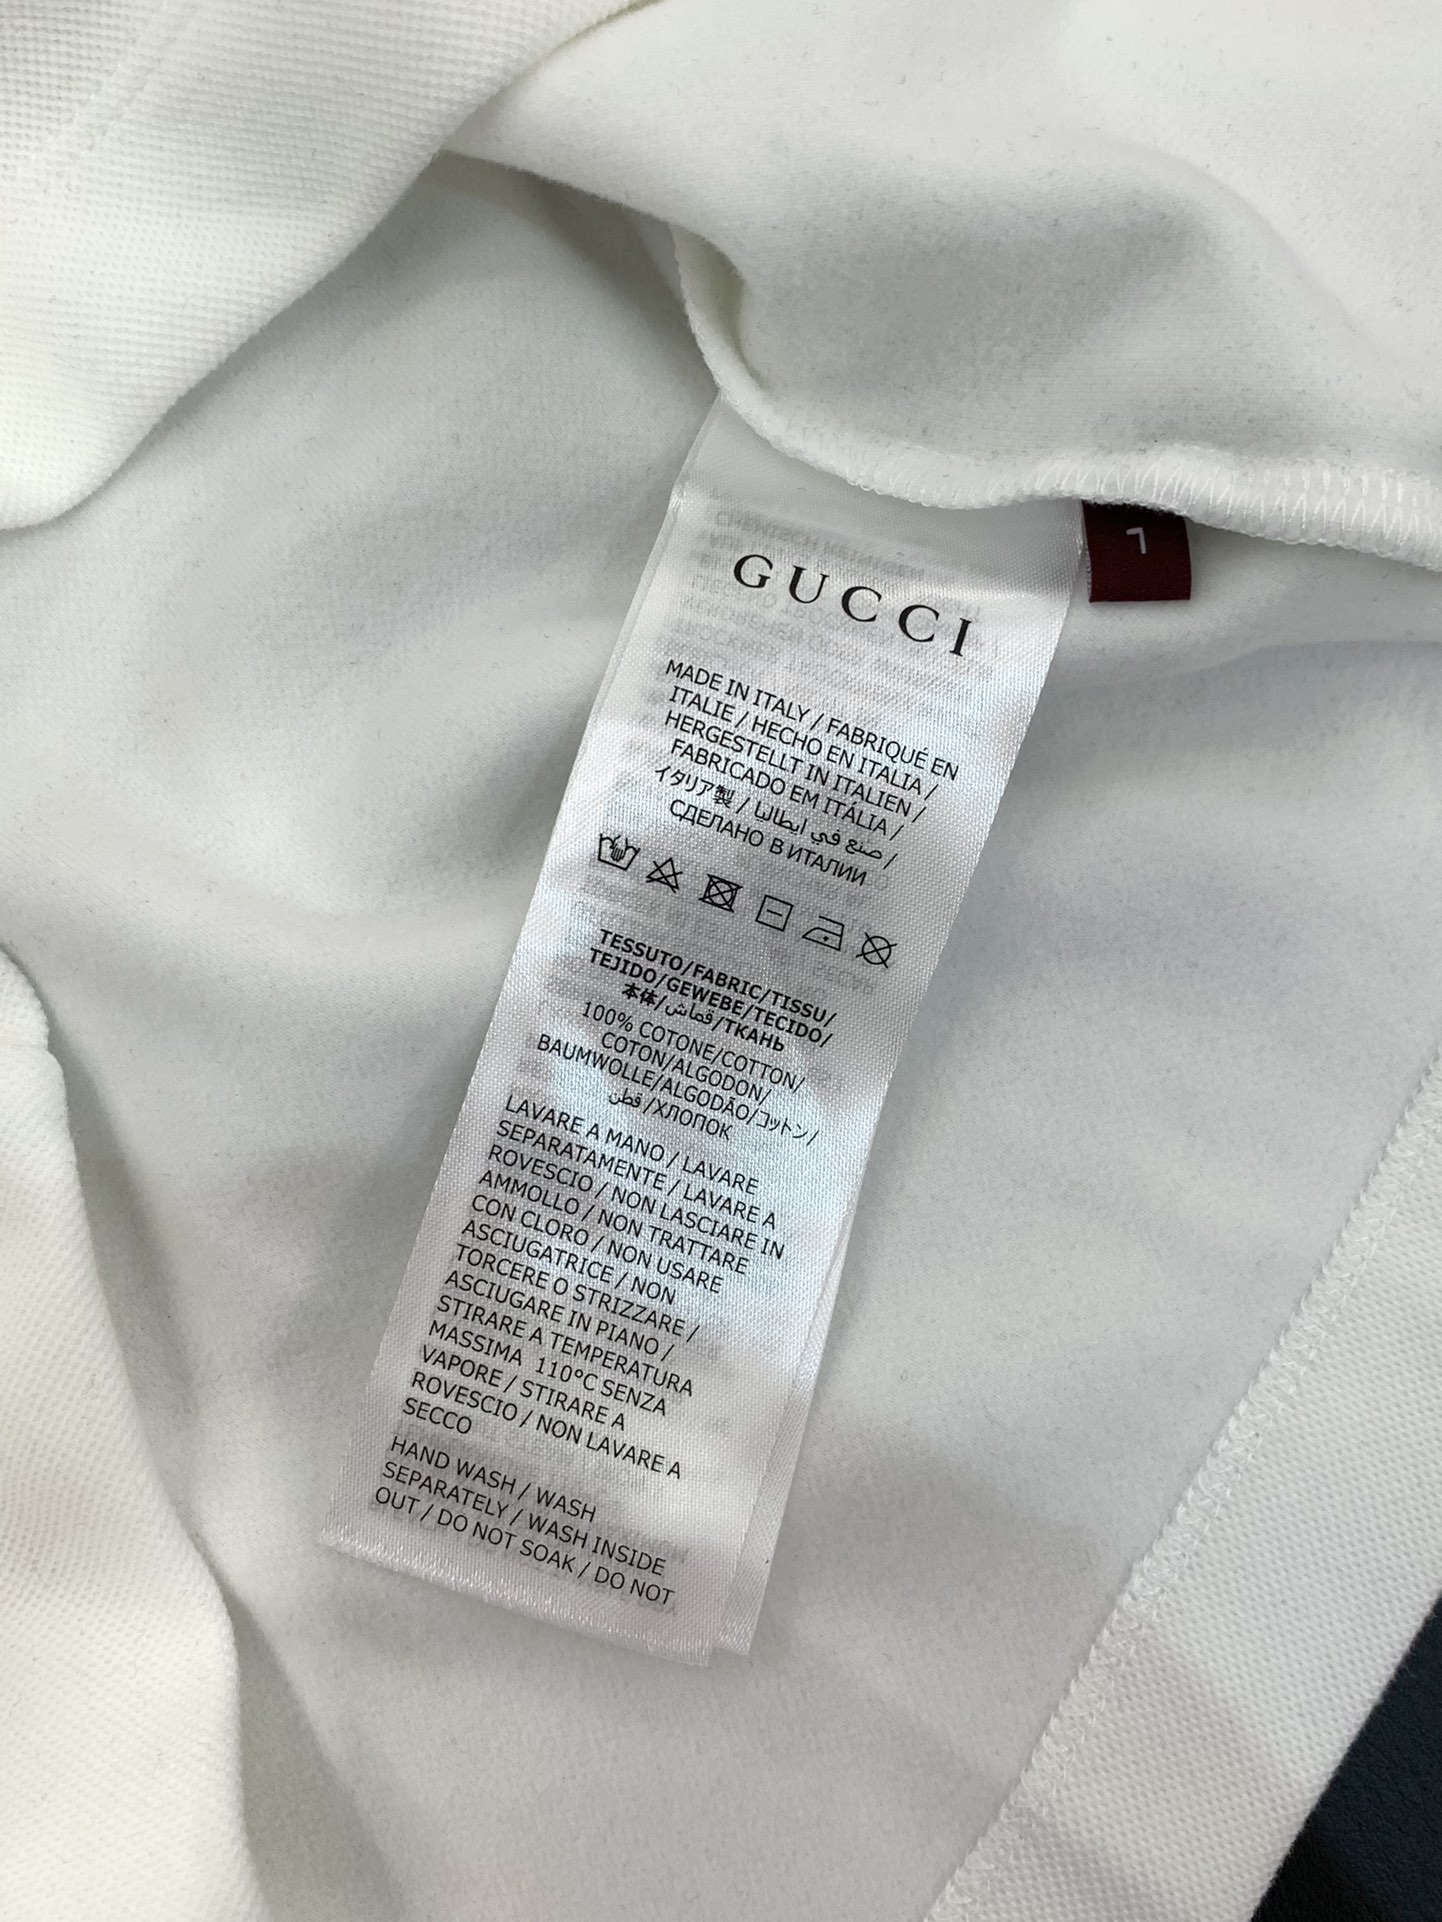 GUCCI
MADE IN ITALY / FABRIQUÉ EN
ITALIE / HECHO EN ITALIA /
HERGESTELLT IN ITALIEN /
FABRICADO EM ITÁLIA /
イタリア製 / صنع في ايطاليا /
СДЕЛАНО В ИТАЛИИ
TESSUTO/FABRIC/TISSU/
TEJIDO/GEWEBE/TECIDO/
本体/قماش/ТКАНЬ
100% COTONE/COTTON/
COTON/ALGODON/
BAUMWOLLE/ALGODÃO/コットン/
قطن/ХЛОПОК
LAVARE A MANO / LAVARE
SEPARATAMENTE / LAVARE A
ROVESCIO / NON LASCIARE IN
AMMOLLO / NON TRATTARE
CON CLORO / NON USARE
ASCIUGATRICE / NON
TORCERE O STRIZZARE /
ASCIUGARE IN PIANO /
STIRARE A TEMPERATURA
MASSIMA 110°C SENZA
VAPORE / STIRARE A
ROVESCIO / NON LAVARE A
SECCO
HAND WASH / WASH
SEPARATELY / WASH INSIDE
OUT / DO NOT SOAK / DO NOT